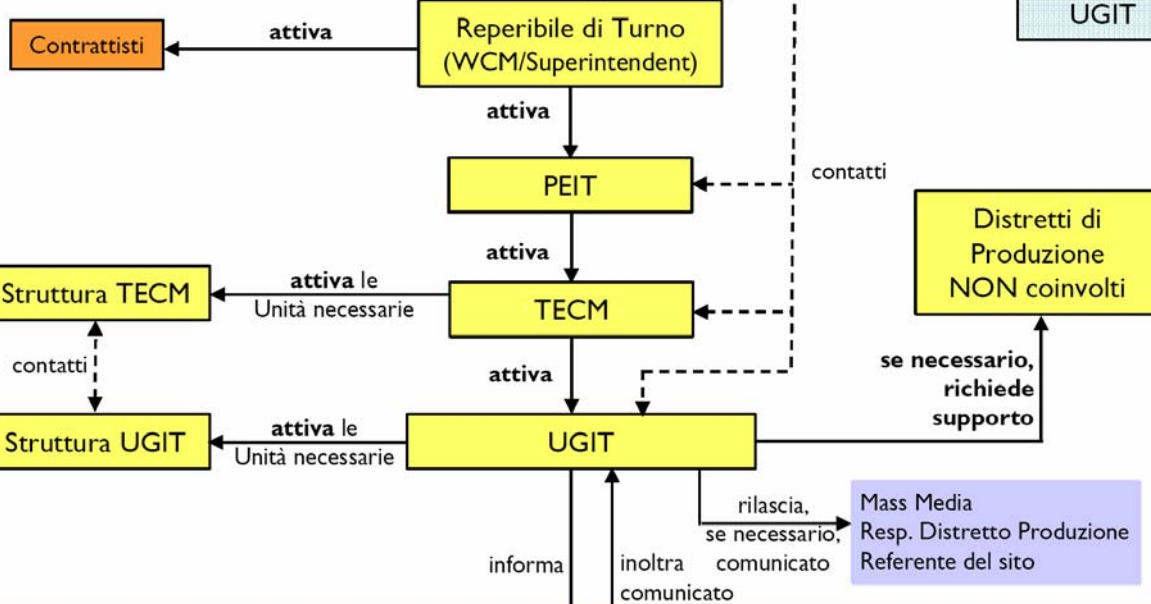 UGIT
Contrattisti
attiva
Reperibile di Turno
(WCM/Superintendent)
attiva
PEIT
contatti
Distretti di
Produzione
NON coinvolti
attiva
Struttura TECM
attiva le
Unità necessarie
TECM
contatti
attiva
se necessario,
richiede
supporto
Struttura UGIT
attiva le
Unità necessarie
UGIT
rilascia,
se necessario,
comunicato
Mass Media
Resp. Distretto Produzione
Referente del sito
informa
inoltra
comunicato